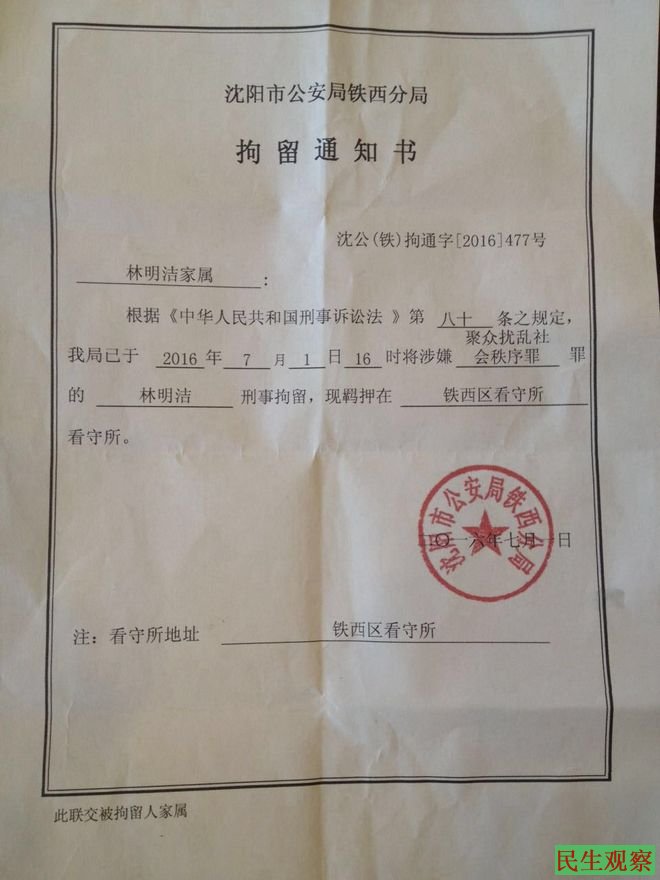 沈阳市公安局铁西分局
拘留通知书
沈公(铁)拘通字[2016]477号
林明洁家属：
根据《中华人民共和国刑事诉讼法》第 八十 条之规定，
聚众扰乱社
我局已于 2016 年 7 月 1 日 16 时将涉嫌 会秩序罪 罪
的 林明洁 刑事拘留，现羁押在 铁西区看守所
看守所。
沈阳市公安局铁西分局
二〇一六年七月一日
注：看守所地址 铁西区看守所
此联交被拘留人家属
民生观察